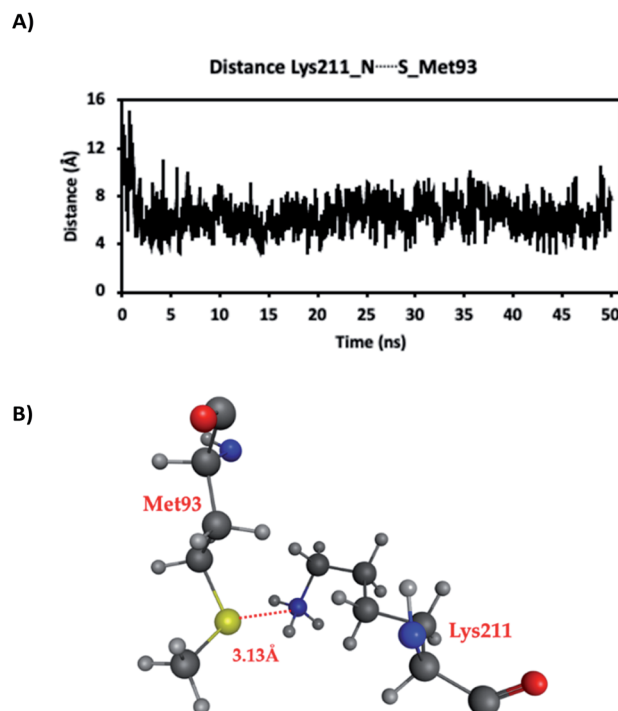 A)
Distance Lys211_N······S_Met93
16
12
8
4
0
Distance (Å)
0 5 10 15 20 25 30 35 40 45 50
Time (ns)
B)
Met93
Lys211
3.13Å